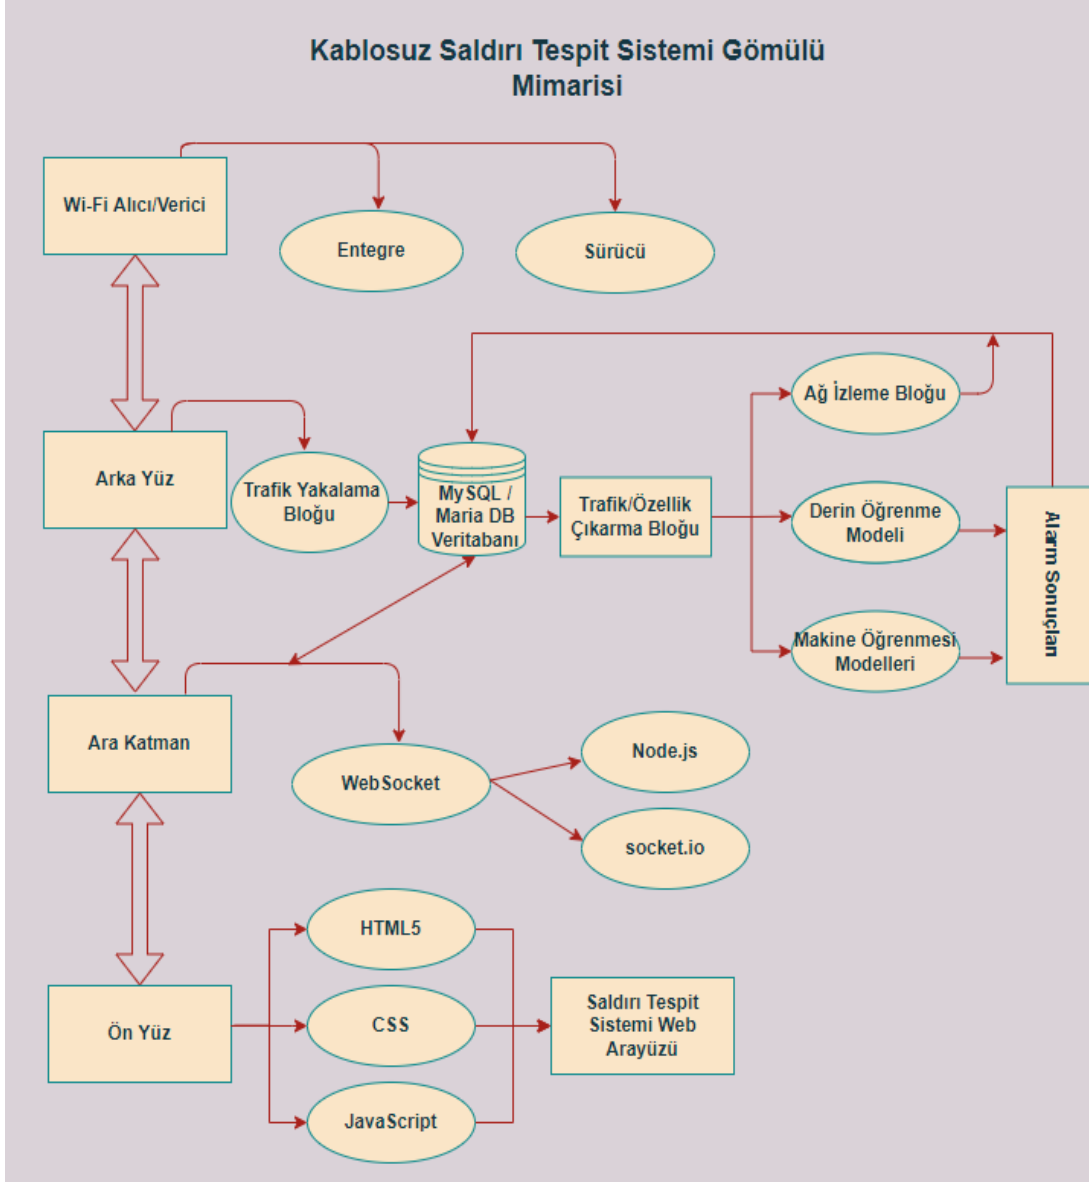 Kablosuz Saldırı Tespit Sistemi Gömülü
Mimarisi
Wi-Fi Alıcı/Verici
Entegre
Sürücü
Arka Yüz
Trafik Yakalama
Bloğu
MySQL /
Maria DB
Veritabanı
Trafik/Özellik
Çıkarma Bloğu
Ağ İzleme Bloğu
Derin Öğrenme
Modeli
Makine Öğrenmesi
Modelleri
Alarm Sonuçları
Ara Katman
WebSocket
Node.js
socket.io
Ön Yüz
HTML5
CSS
JavaScript
Saldırı Tespit
Sistemi Web
Arayüzü